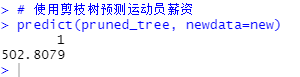 > # 使用剪枝树预测运动员薪资
> predict(pruned_tree, newdata=new)
       1
502.8079
>